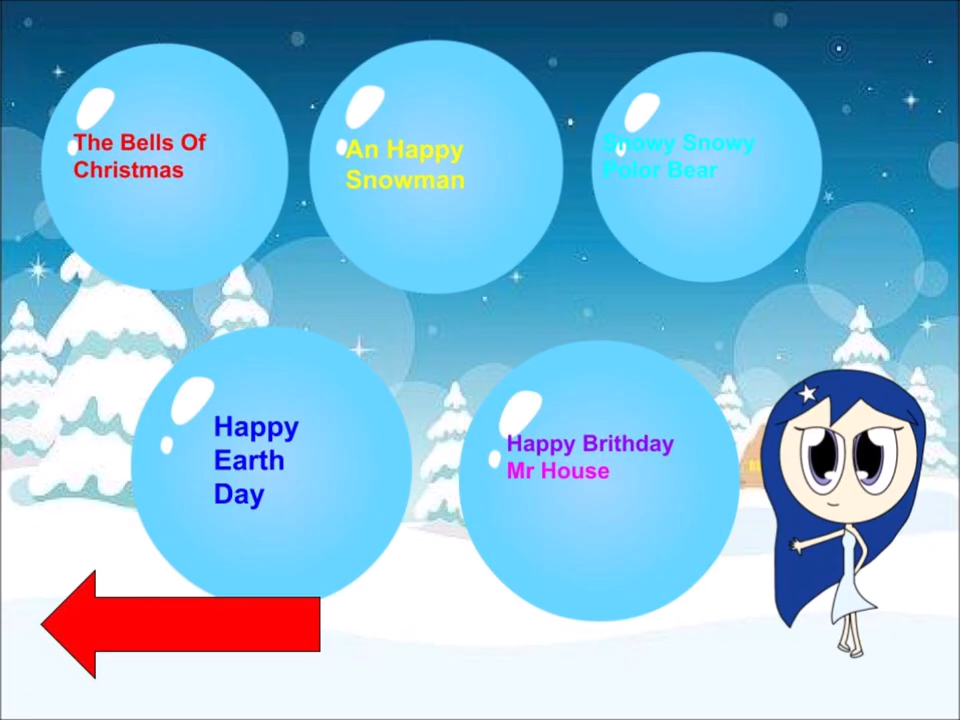 The Bells Of
Christmas
An Happy
Snowman
Snowy Snowy
Polor Bear
Happy
Earth
Day
Happy Brithday
Mr House